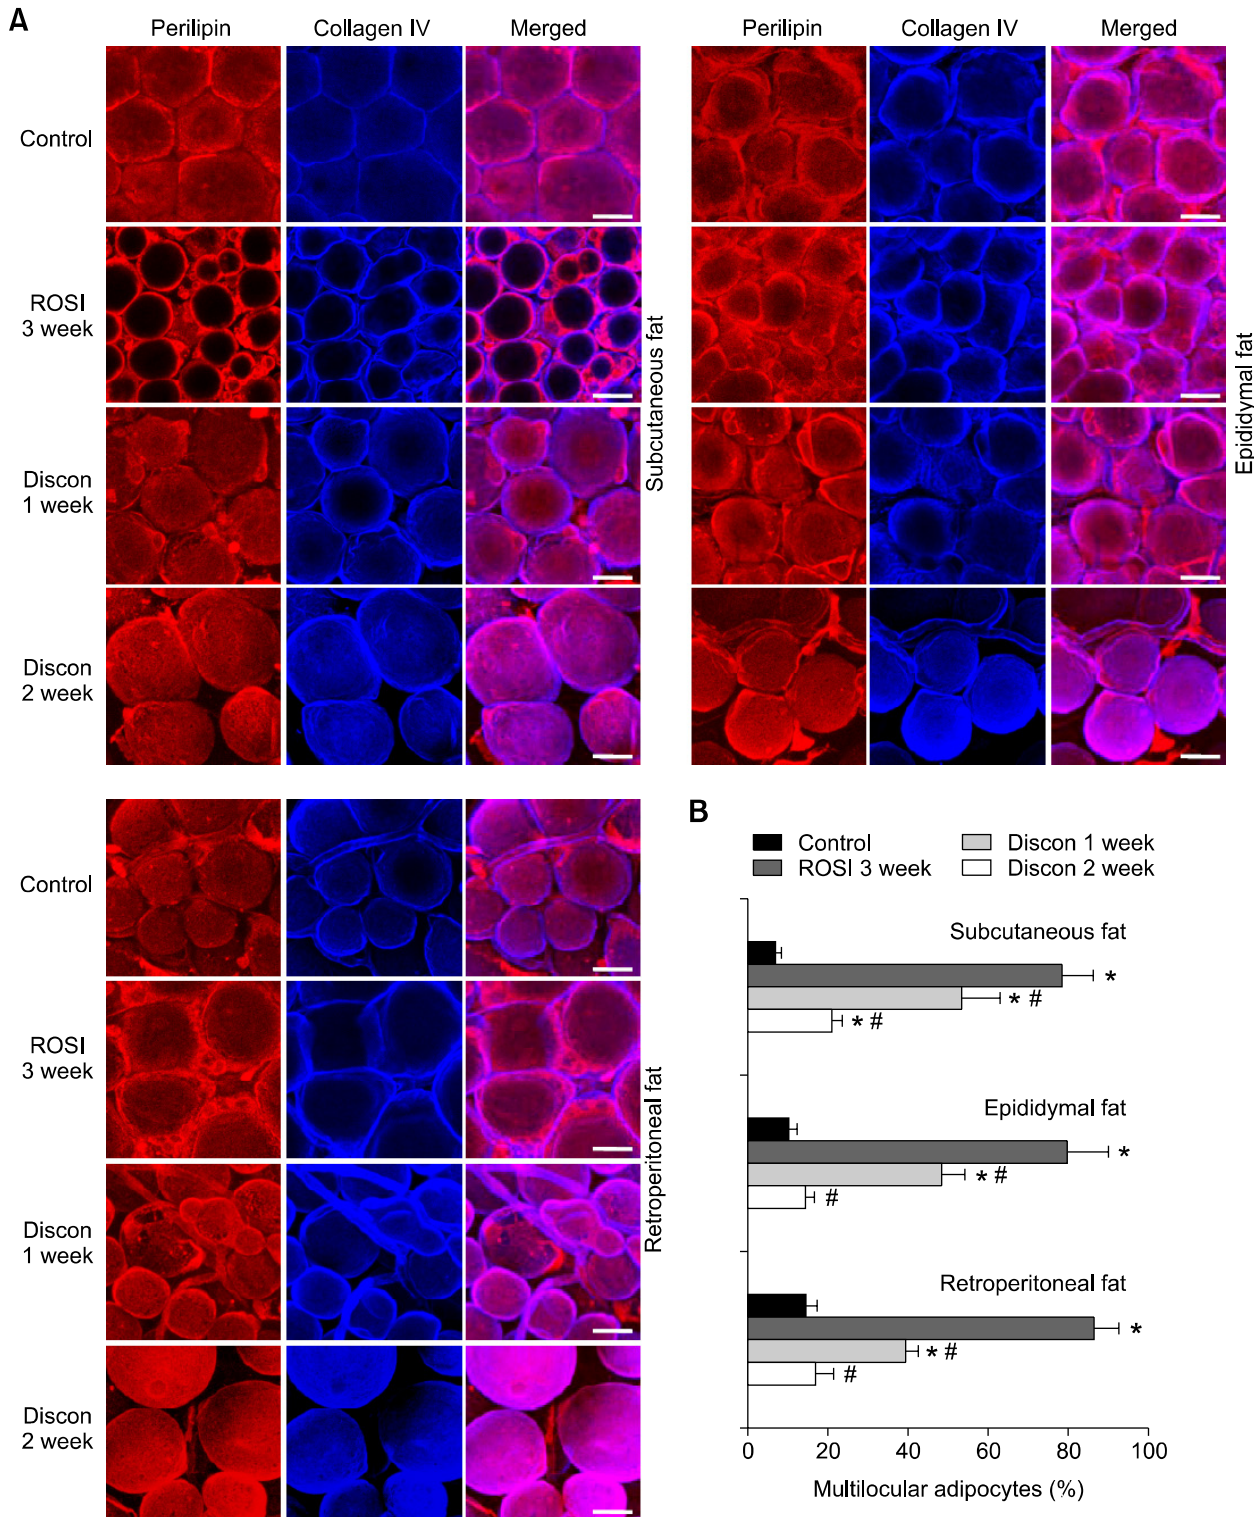 A
Perilipin Collagen IV Merged
Perilipin Collagen IV Merged
Control
ROSI
3 week
Discon
1 week
Discon
2 week
Subcutaneous fat
Epididymal fat
Control
ROSI
3 week
Discon
1 week
Discon
2 week
Retroperitoneal fat
B
Control
Discon 1 week
ROSI 3 week
Discon 2 week
Subcutaneous fat
*
* #
* #
Epididymal fat
*
* #
#
Retroperitoneal fat
*
* #
#
0 20 40 60 80 100
Multilocular adipocytes (%)